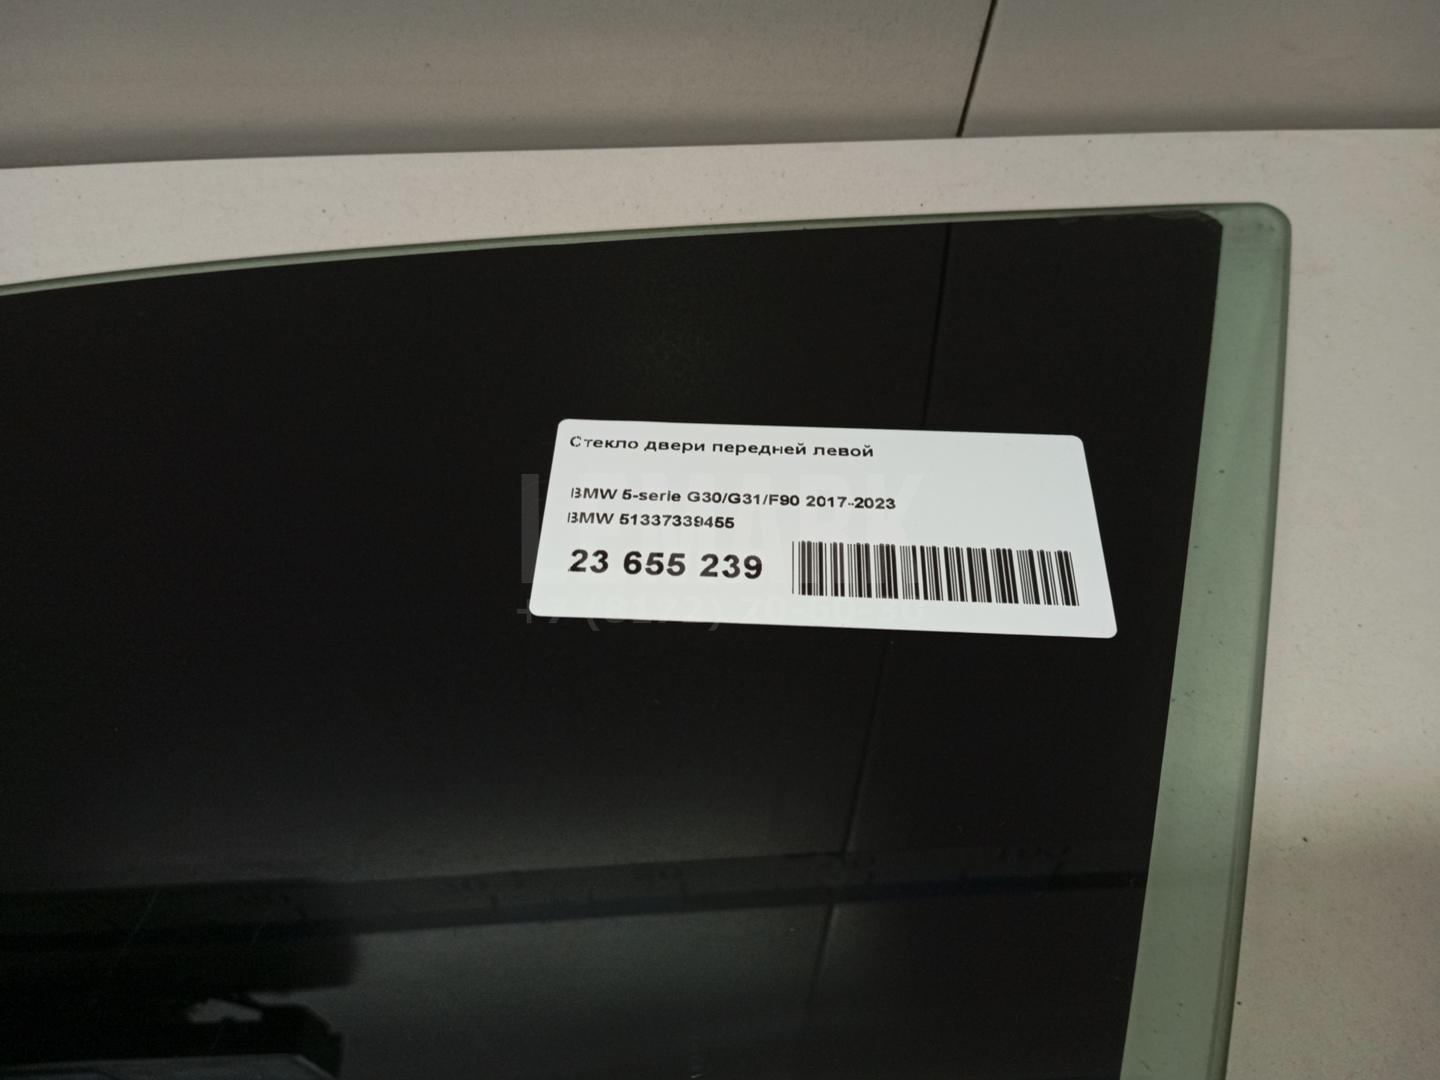 Стекло двери передней левой
BMW 5-serie G30/G31/F90 2017-2023
BMW 51337339455
23 655 239